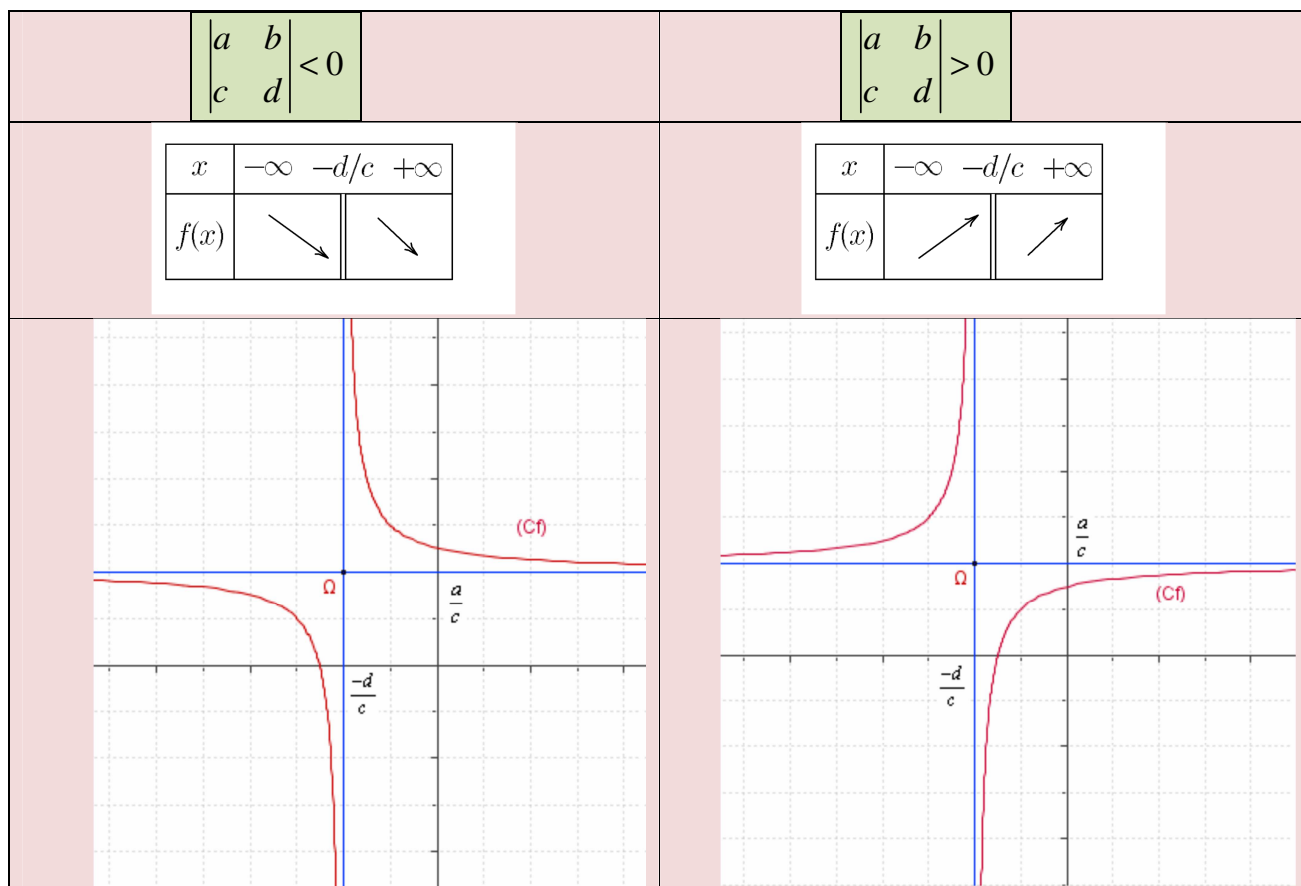 |a b|
|c d| < 0
|a b|
|c d| > 0
x −∞ −d/c +∞
f(x)
x −∞ −d/c +∞
f(x)
(Cf)
Ω
a/c
−d/c
a/c
Ω
(Cf)
−d/c